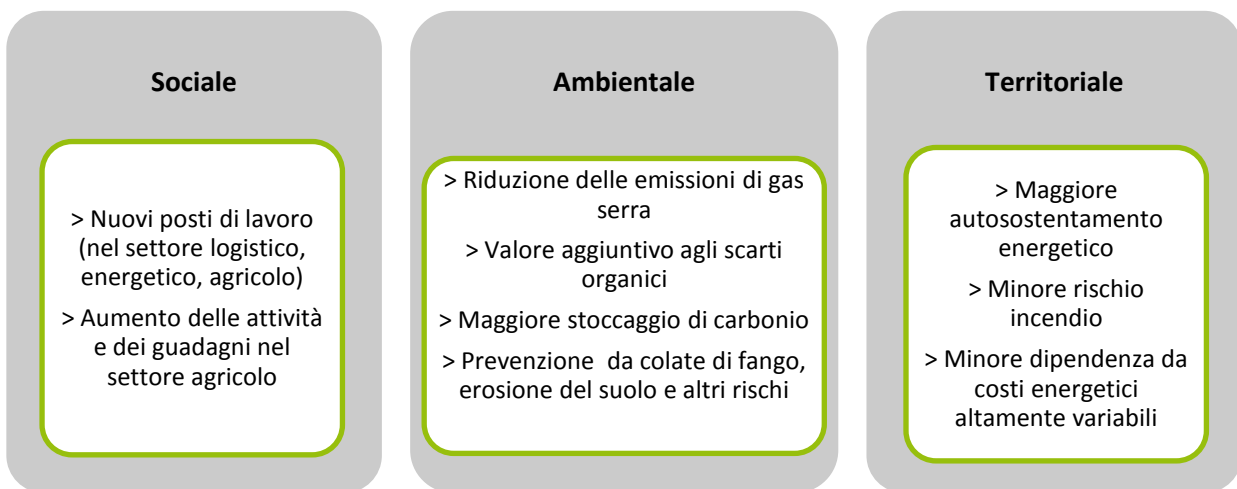 Sociale
> Nuovi posti di lavoro
(nel settore logistico,
energetico, agricolo)
> Aumento delle attività
e dei guadagni nel
settore agricolo
Ambientale
> Riduzione delle emissioni di gas
serra
> Valore aggiuntivo agli scarti
organici
> Maggiore stoccaggio di carbonio
> Prevenzione  da colate di fango,
erosione del suolo e altri rischi
Territoriale
> Maggiore
autosostentamento
energetico
> Minore rischio
incendio
> Minore dipendenza da
costi energetici
altamente variabili